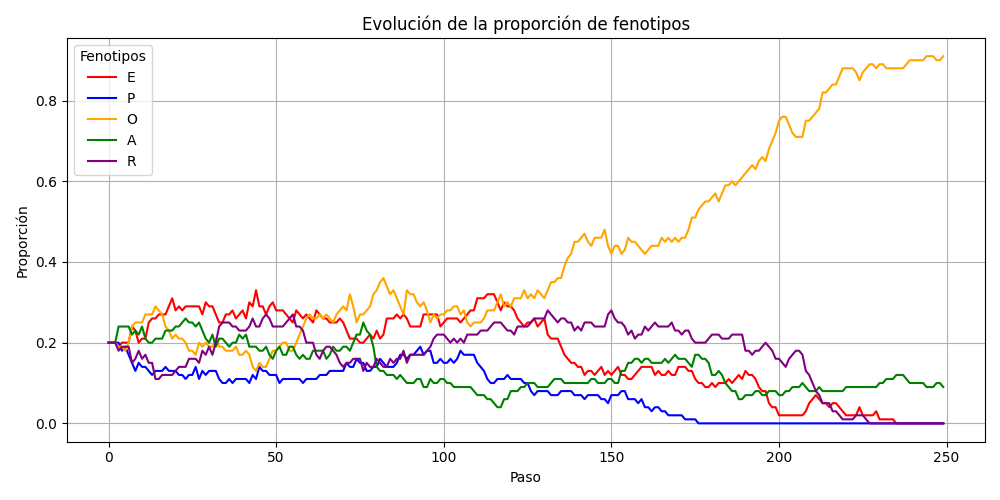 Evolución de la proporción de fenotipos
Fenotipos
E
P
O
A
R
Proporción
0.8
0.6
0.4
0.2
0.0
0 50 100 150 200 250
Paso